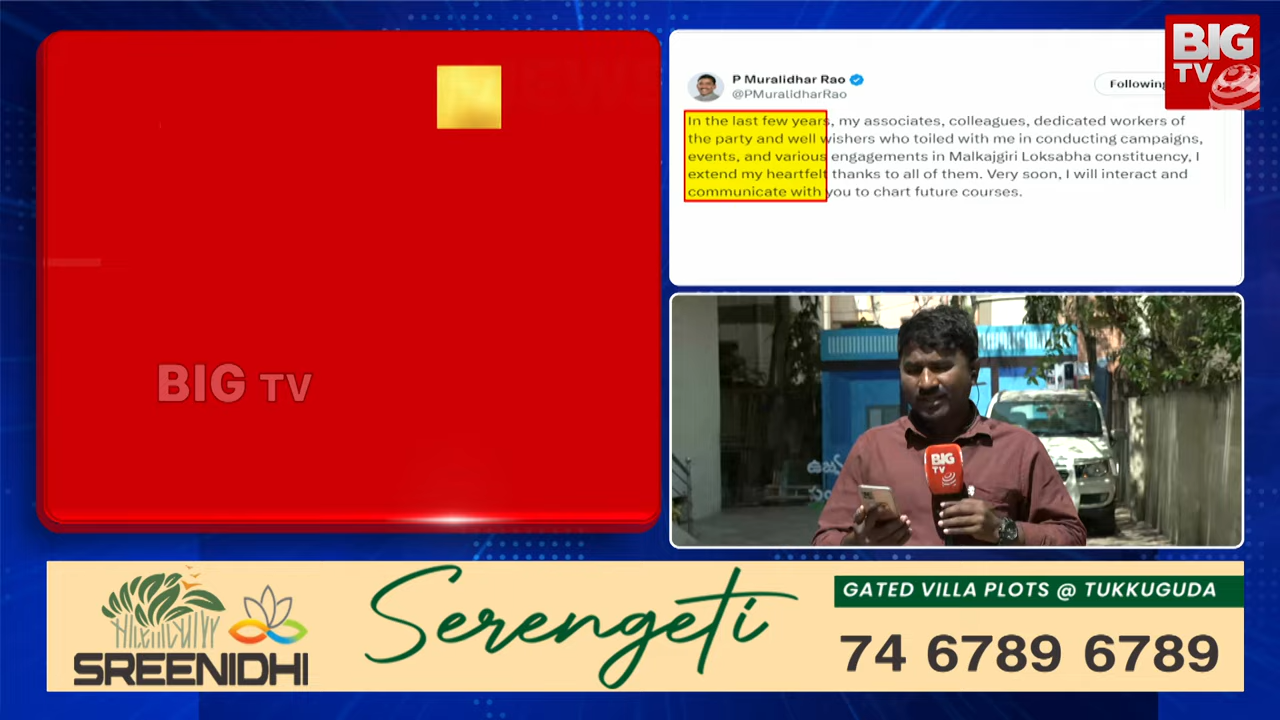 BIG TV
P Muralidhar Rao
@PMuralidharRao
Following
In the last few years, my associates, colleagues, dedicated workers of
the party and well wishers who toiled with me in conducting campaigns,
events, and various engagements in Malkajgiri Loksabha constituency, I
extend my heartfelt thanks to all of them. Very soon, I will interact and
communicate with you to chart future courses.
BIG
TV
BIG
TV
SREENIDHI
Serengeti
GATED VILLA PLOTS @ TUKKUGUDA
74 6789 6789